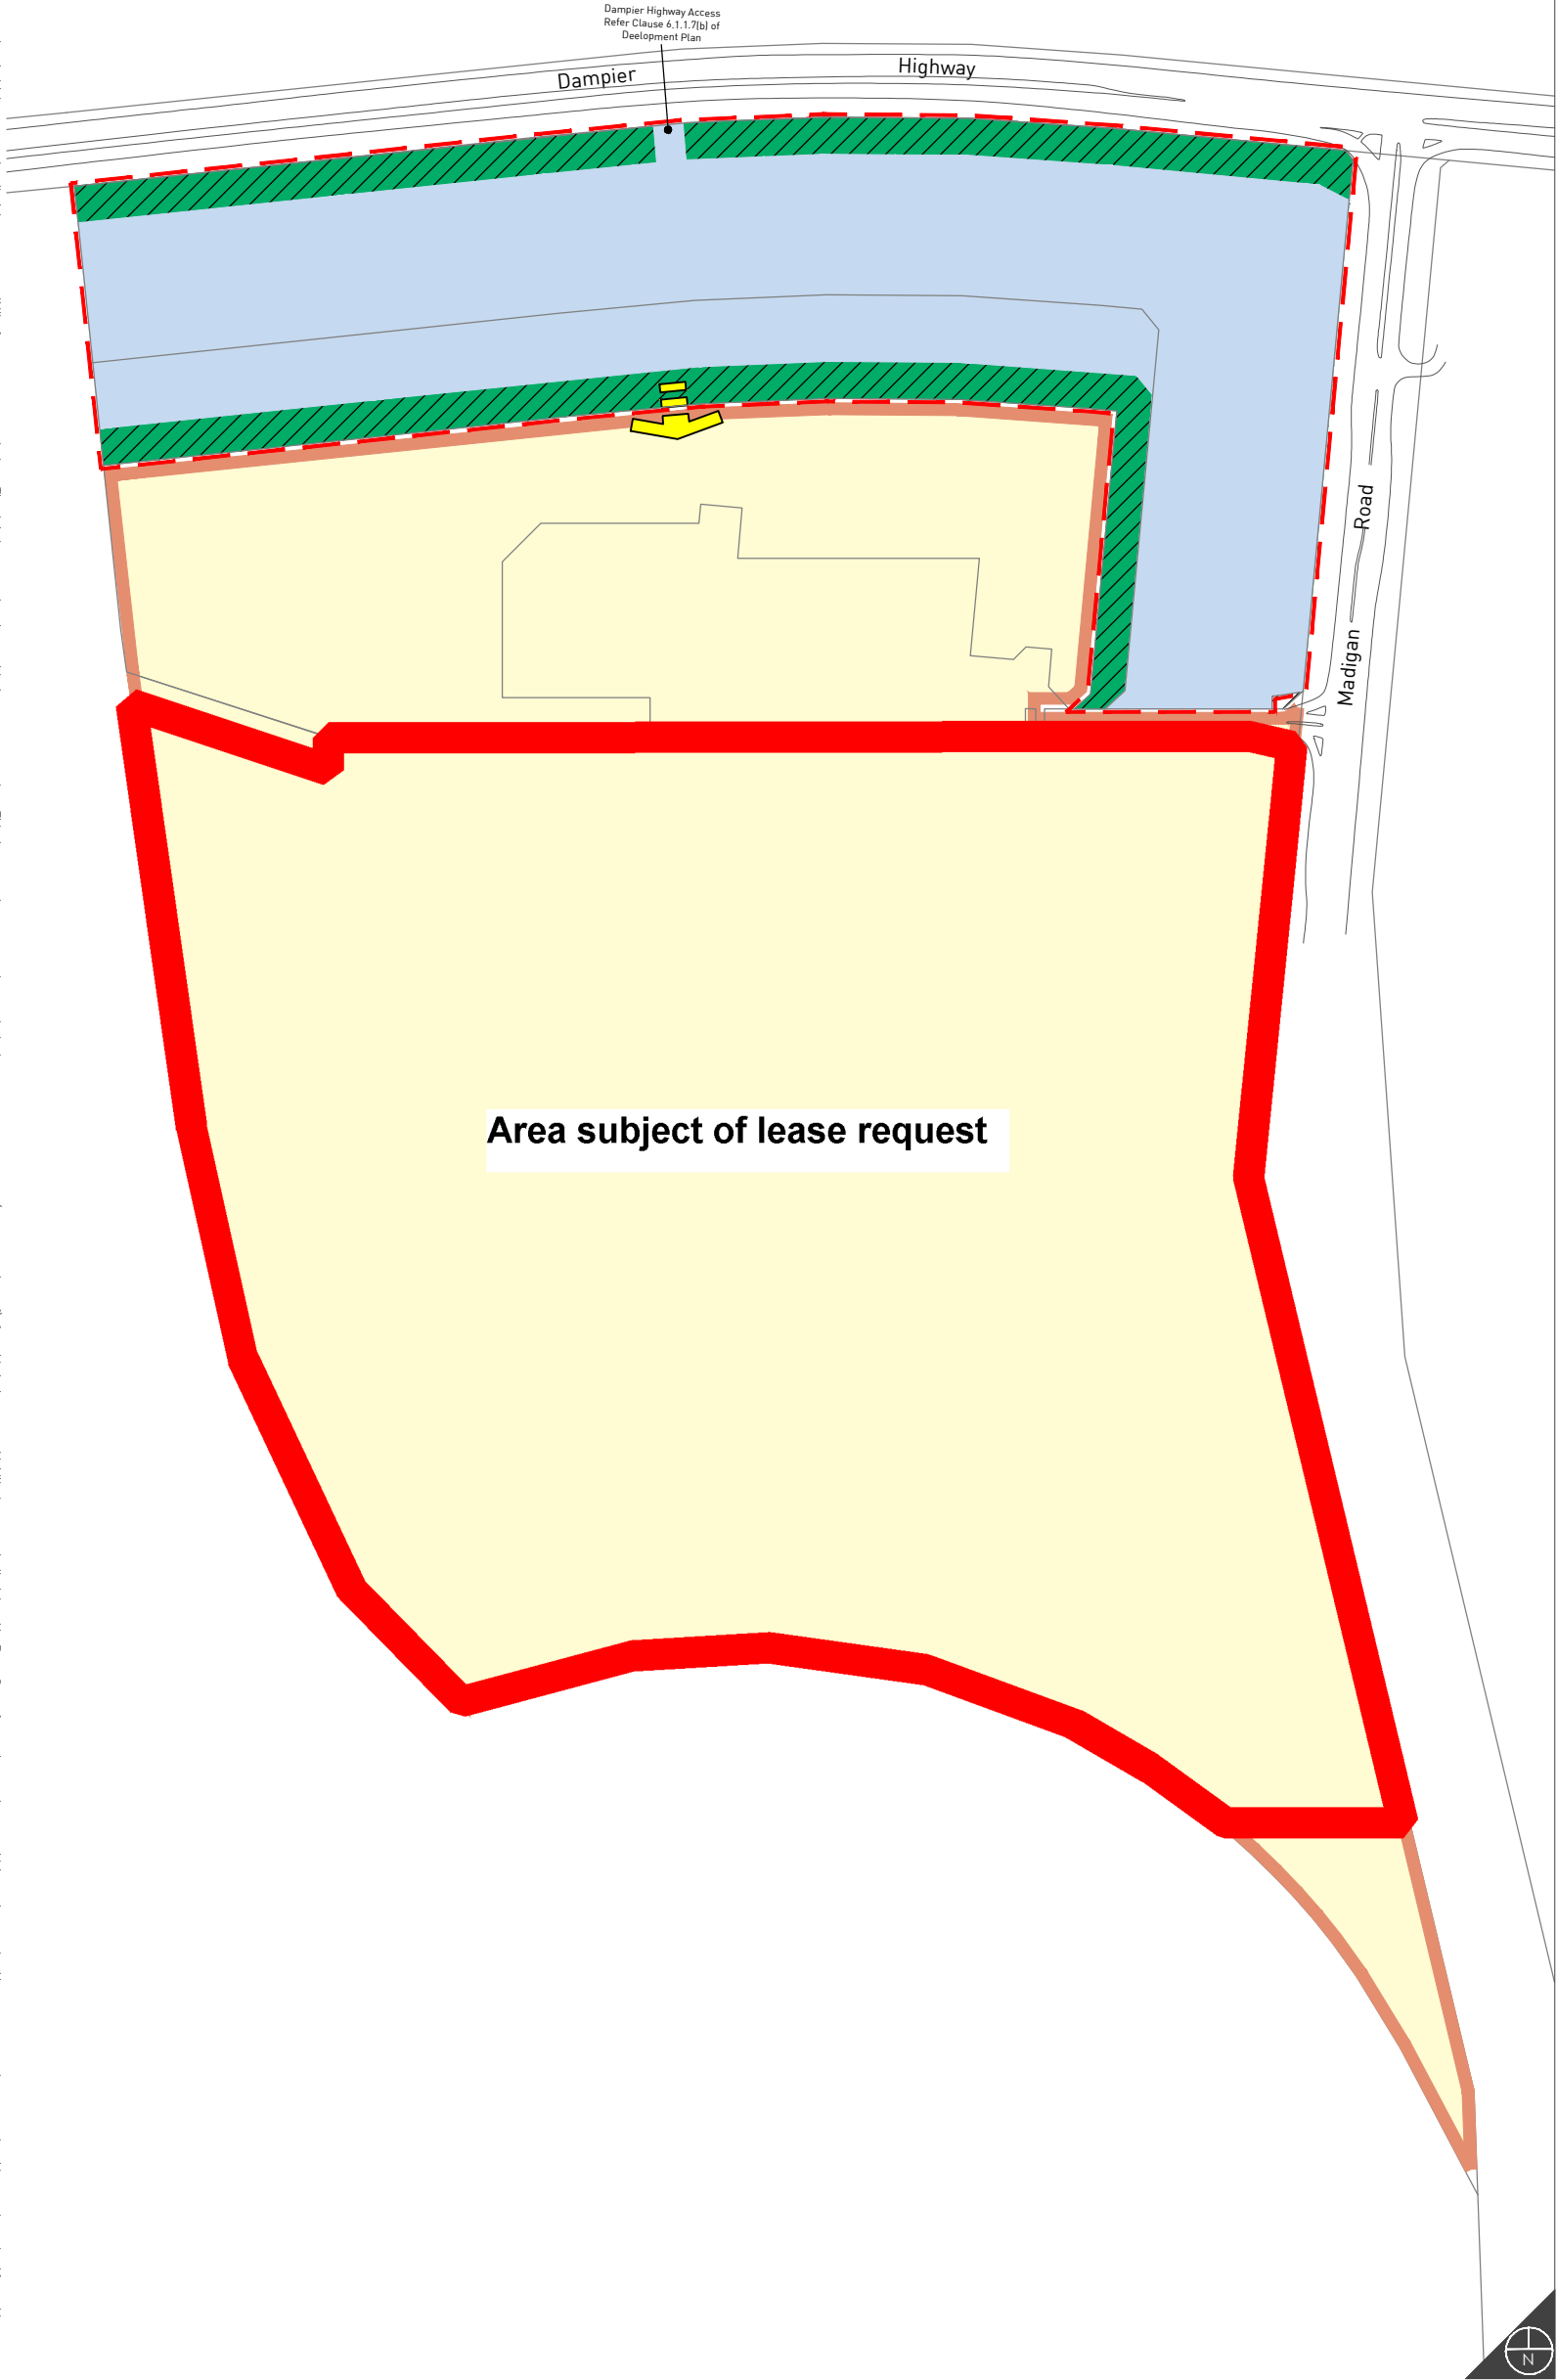 Dampier Highway Access
Refer Clause 6.1.1.7(b) of
Deelopment Plan
Dampier
Highway
Road
Madigan
Area subject of lease request
N